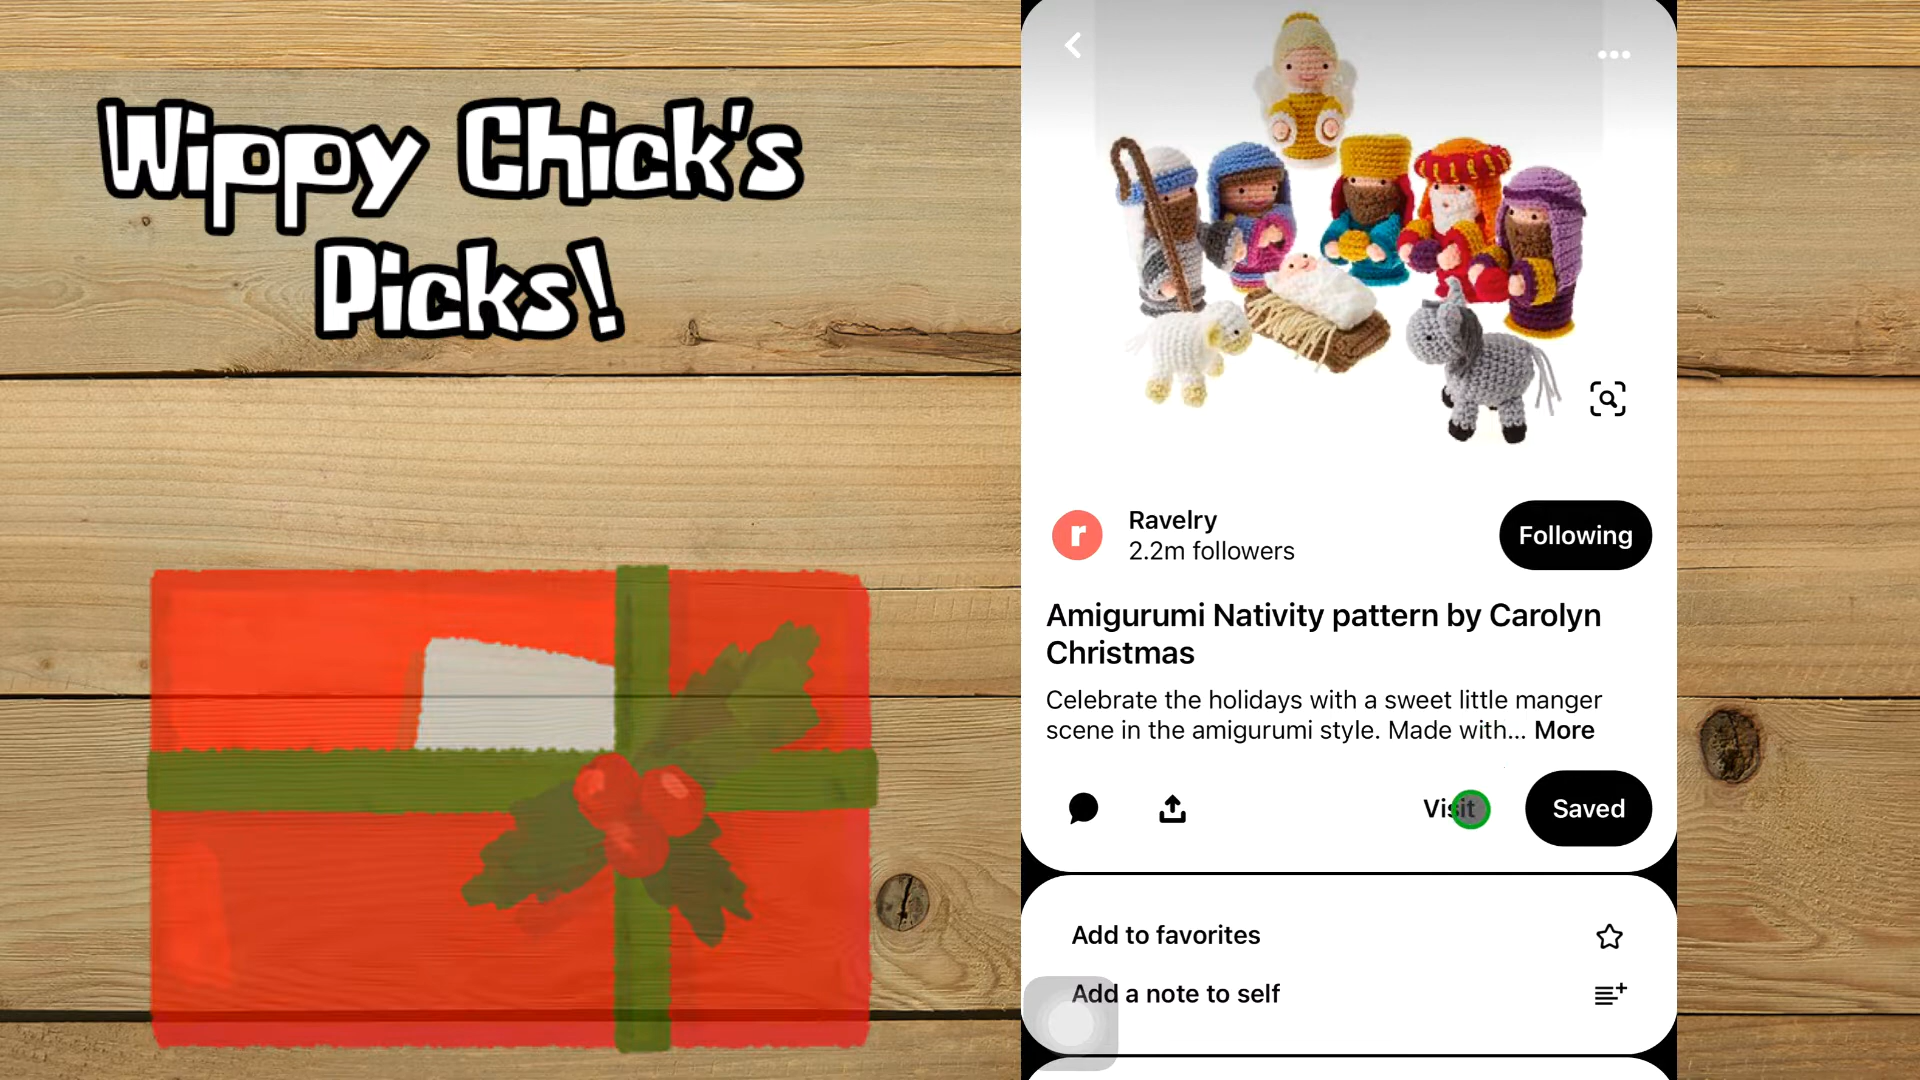 Wippy Chick's
Picks!
r
Ravelry
2.2m followers
Following
Amigurumi Nativity pattern by Carolyn
Christmas
Celebrate the holidays with a sweet little manger
scene in the amigurumi style. Made with... More
Visit
Saved
Add to favorites
Add a note to self